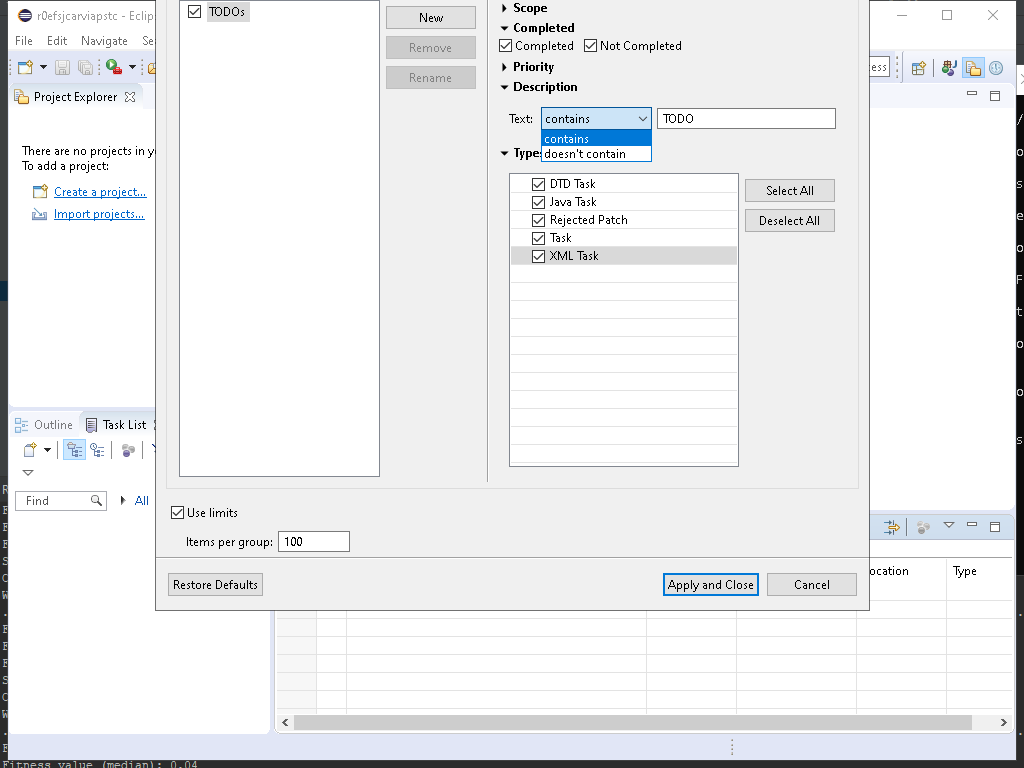 r0efsjcarviapstc - Eclip
File Edit Navigate Se
ess
Project Explorer
There are no projects in y
To add a project:
Create a project...
Import projects...
Outline Task List
Find All
TODOs
New
Remove
Rename
Scope
Completed
Completed Not Completed
Priority
Description
Text: contains TODO
contains
doesn't contain
Types
DTD Task
Java Task
Rejected Patch
Task
XML Task
Select All
Deselect All
Use limits
Items per group: 100
Restore Defaults Apply and Close Cancel
ocation Type
Fitness value (median): 0.04